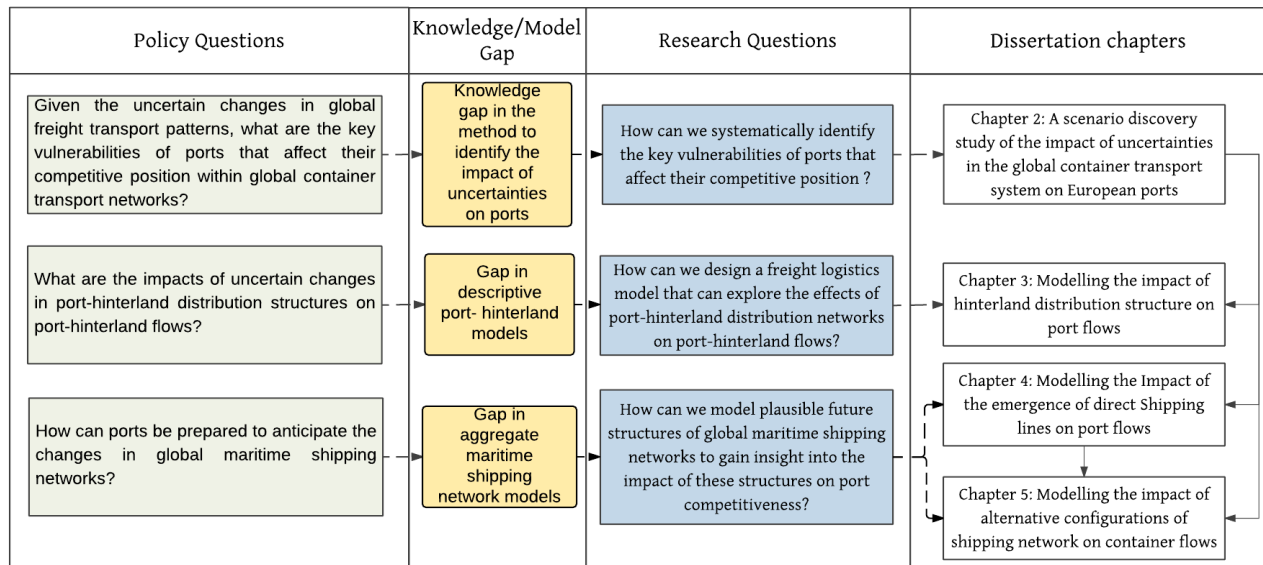 Policy Questions
Knowledge/Model
Gap
Research Questions
Dissertation chapters
Given the uncertain changes in global
freight transport patterns, what are the key
vulnerabilities of ports that affect their
competitive position within global container
transport networks?
Knowledge
gap in the
method to
identify the
impact of
uncertainties
on ports
How can we systematically identify
the key vulnerabilities of ports that
affect their competitive position ?
Chapter 2: A scenario discovery
study of the impact of uncertainties
in the global container transport
system on European ports
What are the impacts of uncertain changes
in port-hinterland distribution structures on
port-hinterland flows?
Gap in
descriptive
port- hinterland
models
How can we design a freight logistics
model that can explore the effects of
port-hinterland distribution networks
on port-hinterland flows?
Chapter 3: Modelling the impact of
hinterland distribution structure on
port flows
How can ports be prepared to anticipate the
changes in global maritime shipping
networks?
Gap in
aggregate
maritime
shipping
network models
How can we model plausible future
structures of global maritime shipping
networks to gain insight into the
impact of these structures on port
competitiveness?
Chapter 4: Modelling the Impact of
the emergence of direct Shipping
lines on port flows
Chapter 5: Modelling the impact of
alternative configurations of
shipping network on container flows